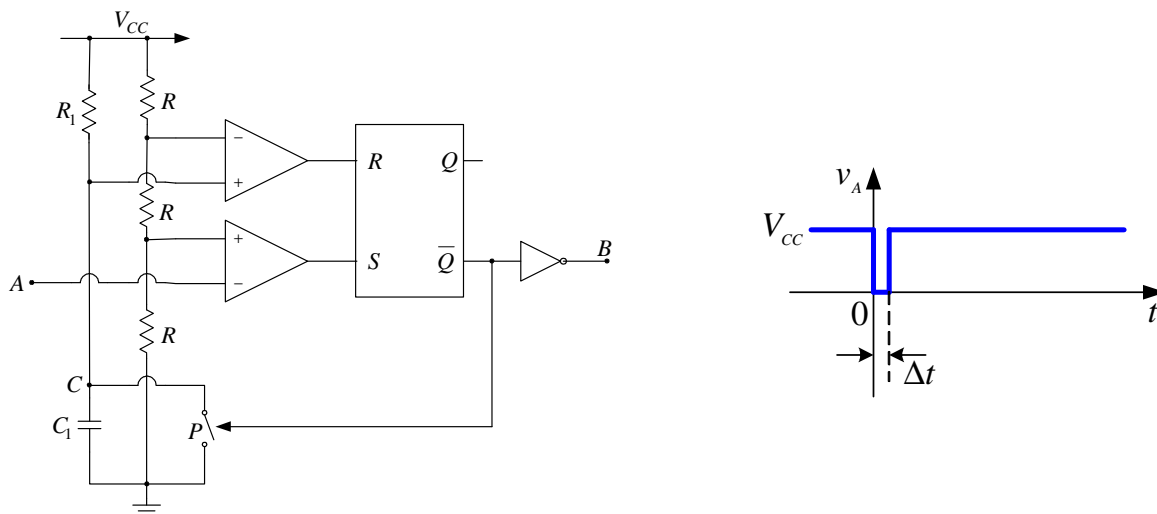 V_CC
R_1
R
−
+
R
Q
R
+
−
S
Q̅
B
A
R
C
C_1
P
v_A
V_CC
0
t
Δt